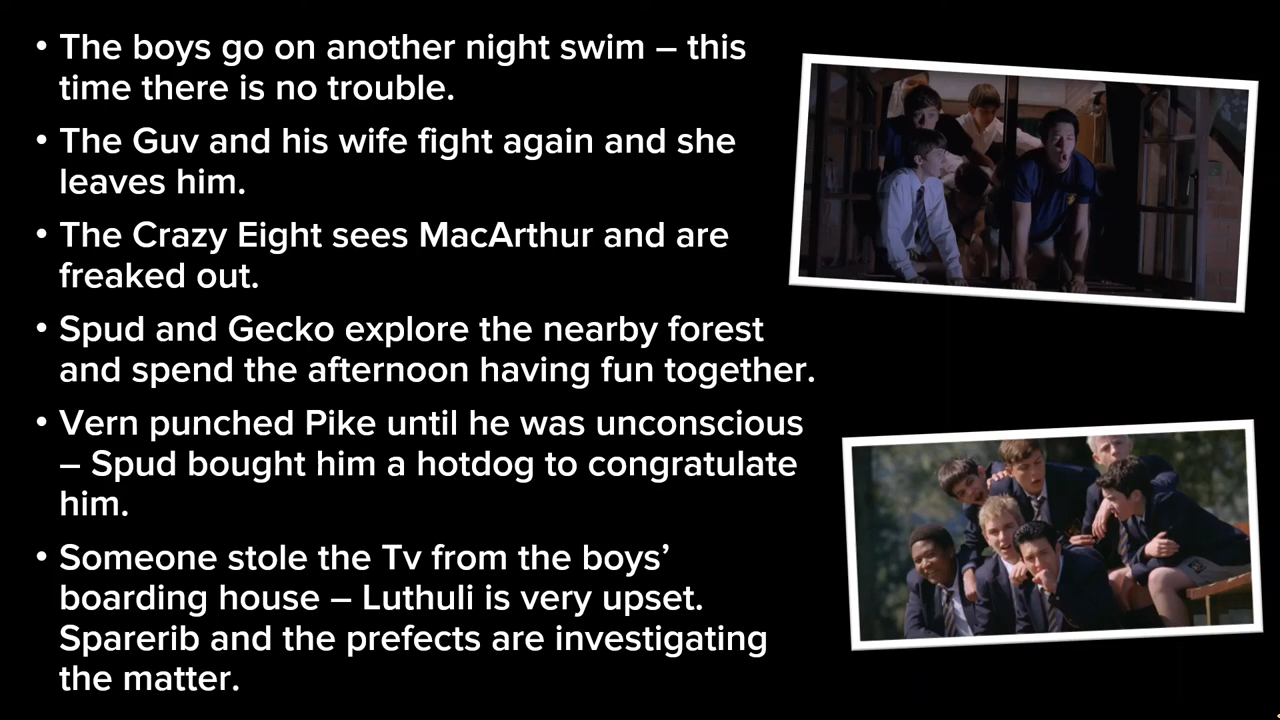 • The boys go on another night swim – this
time there is no trouble.
• The Guv and his wife fight again and she
leaves him.
• The Crazy Eight sees MacArthur and are
freaked out.
• Spud and Gecko explore the nearby forest
and spend the afternoon having fun together.
• Vern punched Pike until he was unconscious
– Spud bought him a hotdog to congratulate
him.
• Someone stole the Tv from the boys’
boarding house – Luthuli is very upset.
Sparerib and the prefects are investigating
the matter.